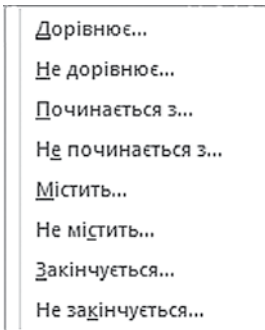 Дорівнює...
Не дорівнює...
Починається з...
Не починається з...
Містить...
Не містить...
Закінчується...
Не закінчується...